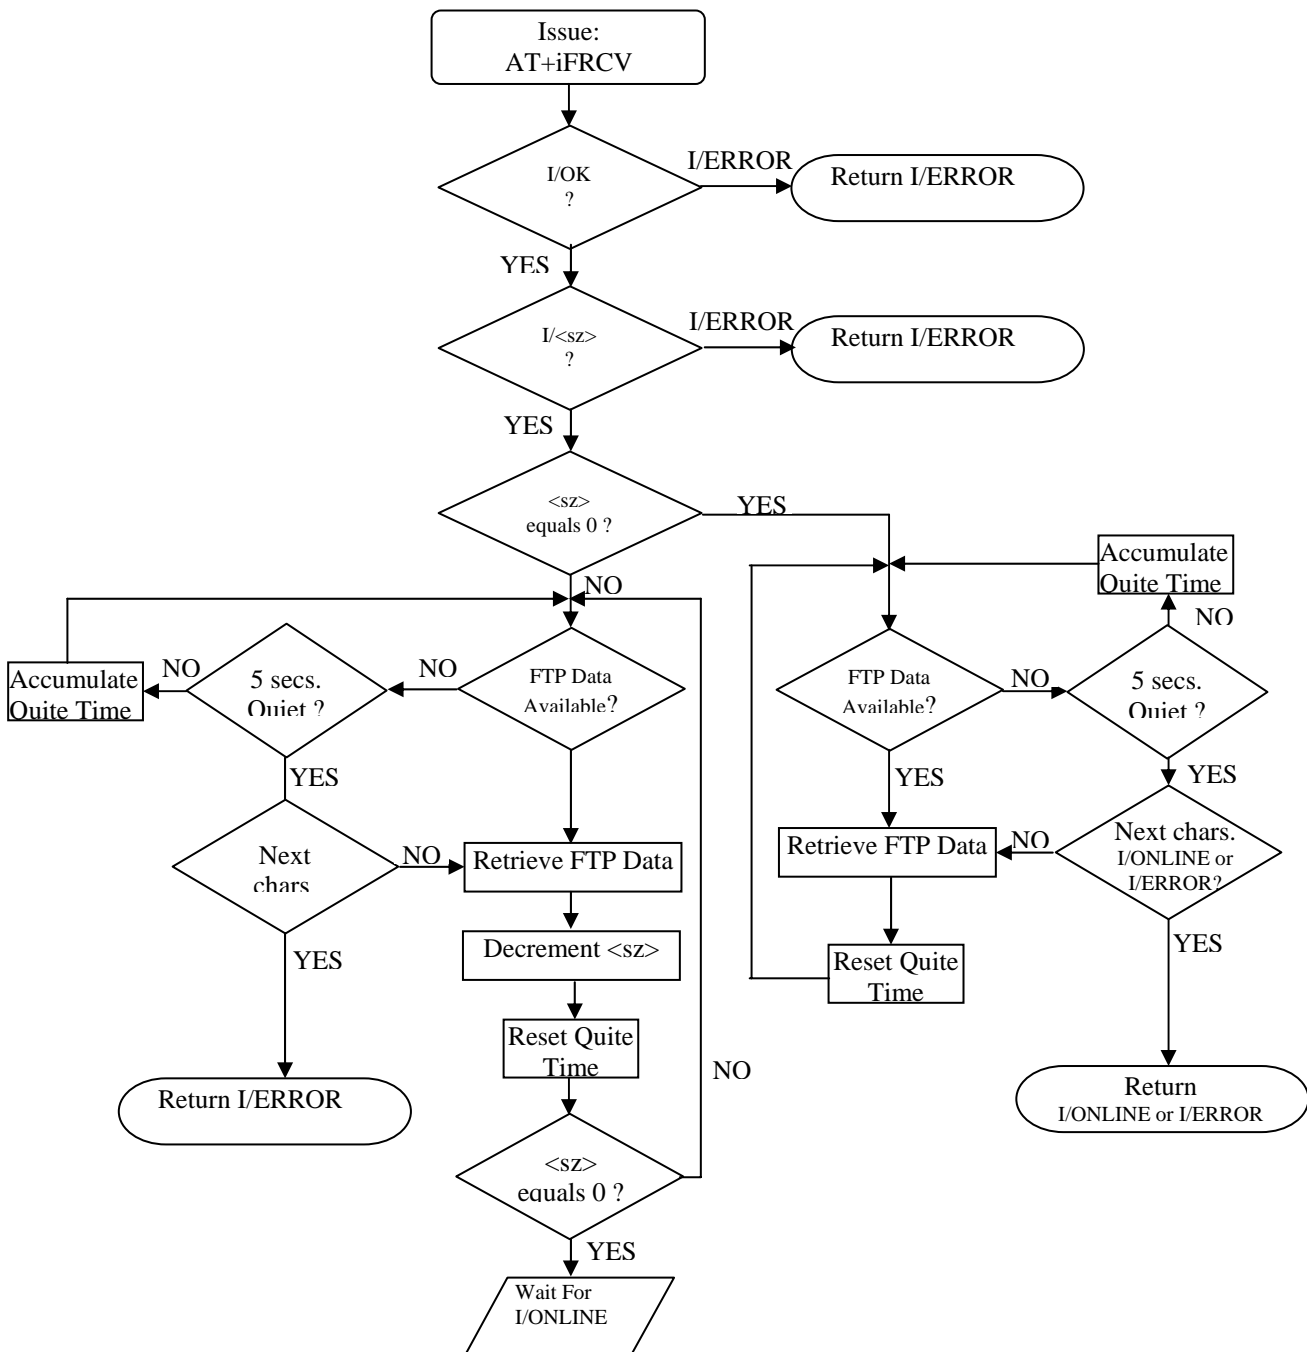 Issue:
AT+iFRCV
I/OK
?
I/ERROR
Return I/ERROR
YES
I/<sz>
?
I/ERROR
Return I/ERROR
YES
<sz>
equals 0 ?
YES
NO
Accumulate
Quite Time
NO
FTP Data
Available?
NO
5 secs.
Quiet ?
NO
Accumulate
Quite Time
YES
Next
chars
NO
Retrieve FTP Data
YES
Return I/ERROR
Decrement <sz>
Reset Quite
Time
NO
<sz>
equals 0 ?
YES
Wait For
I/ONLINE
FTP Data
Available?
NO
5 secs.
Quiet ?
YES
YES
Retrieve FTP Data
NO
Next chars.
I/ONLINE or
I/ERROR?
Reset Quite
Time
YES
Return
I/ONLINE or I/ERROR